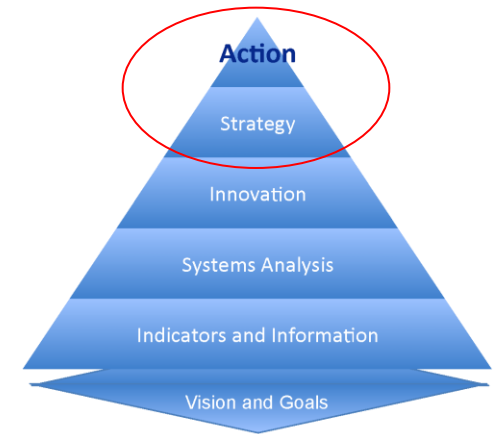 Action
Strategy
Innovation
Systems Analysis
Indicators and Information
Vision and Goals